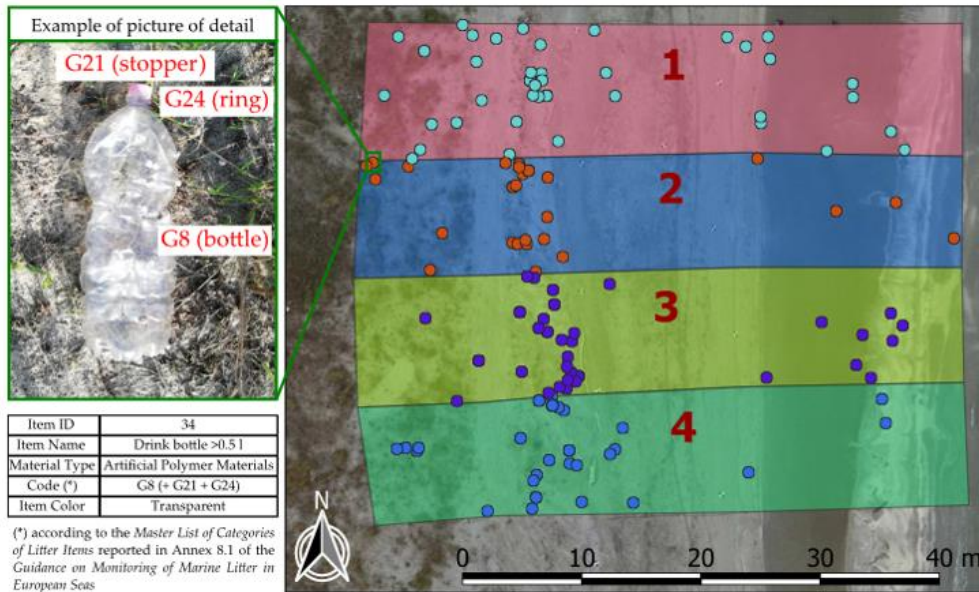 Example of picture of detail
G21 (stopper)
G24 (ring)
G8 (bottle)
Item ID 34
Item Name Drink bottle >0.5 l
Material Type Artificial Polymer Materials
Code (*) G8 (+ G21 + G24)
Item Color Transparent
(*) according to the Master List of Categories
of Litter Items reported in Annex 8.1 of the
Guidance on Monitoring of Marine Litter in
European Seas
1
2
3
4
N
0 10 20 30 40 m